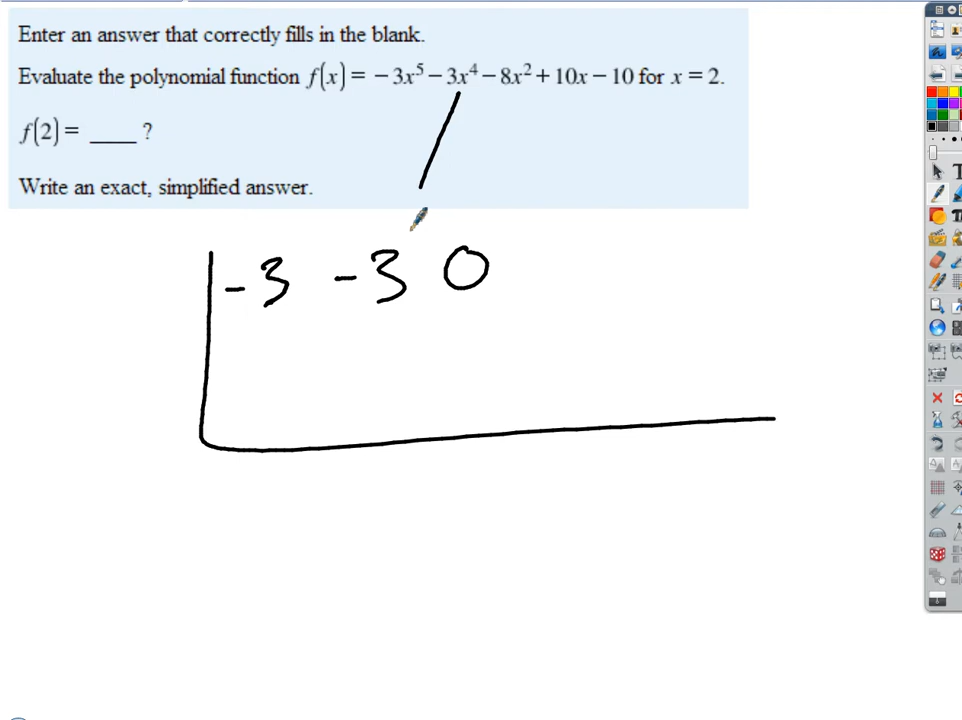 Enter an answer that correctly fills in the blank.
Evaluate the polynomial function f(x) = − 3x⁵ − 3x⁴ − 8x² + 10x − 10 for x = 2.
f(2) = ____ ?
Write an exact, simplified answer.
-3 -3 0